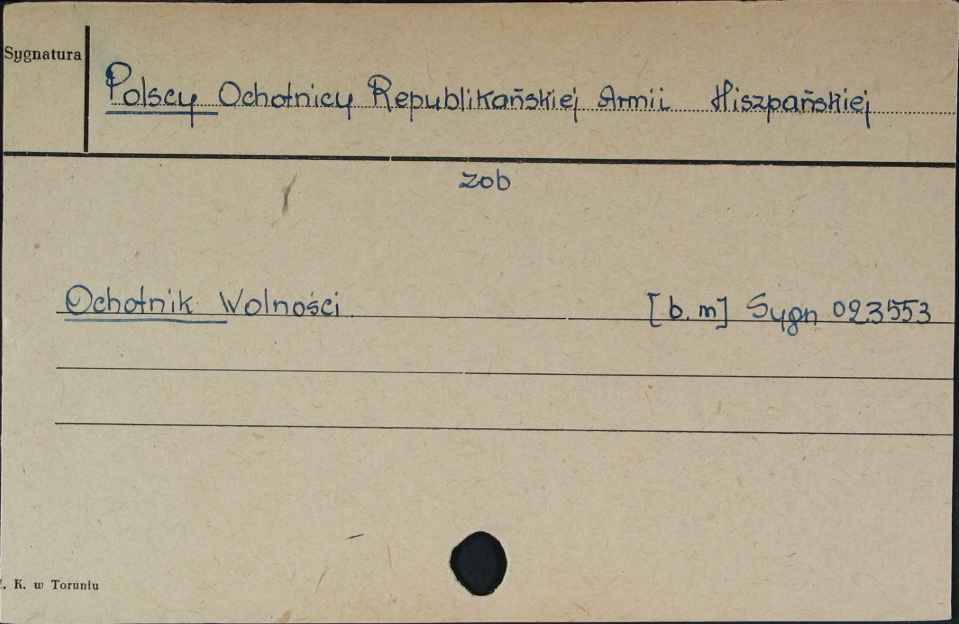 Sygnatura
Polscy Ochotnicy Republikańskiej Armii Hiszpańskiej
zob
Ochotnik Wolności [b. m] Sygn 023553
K. w Toruniu